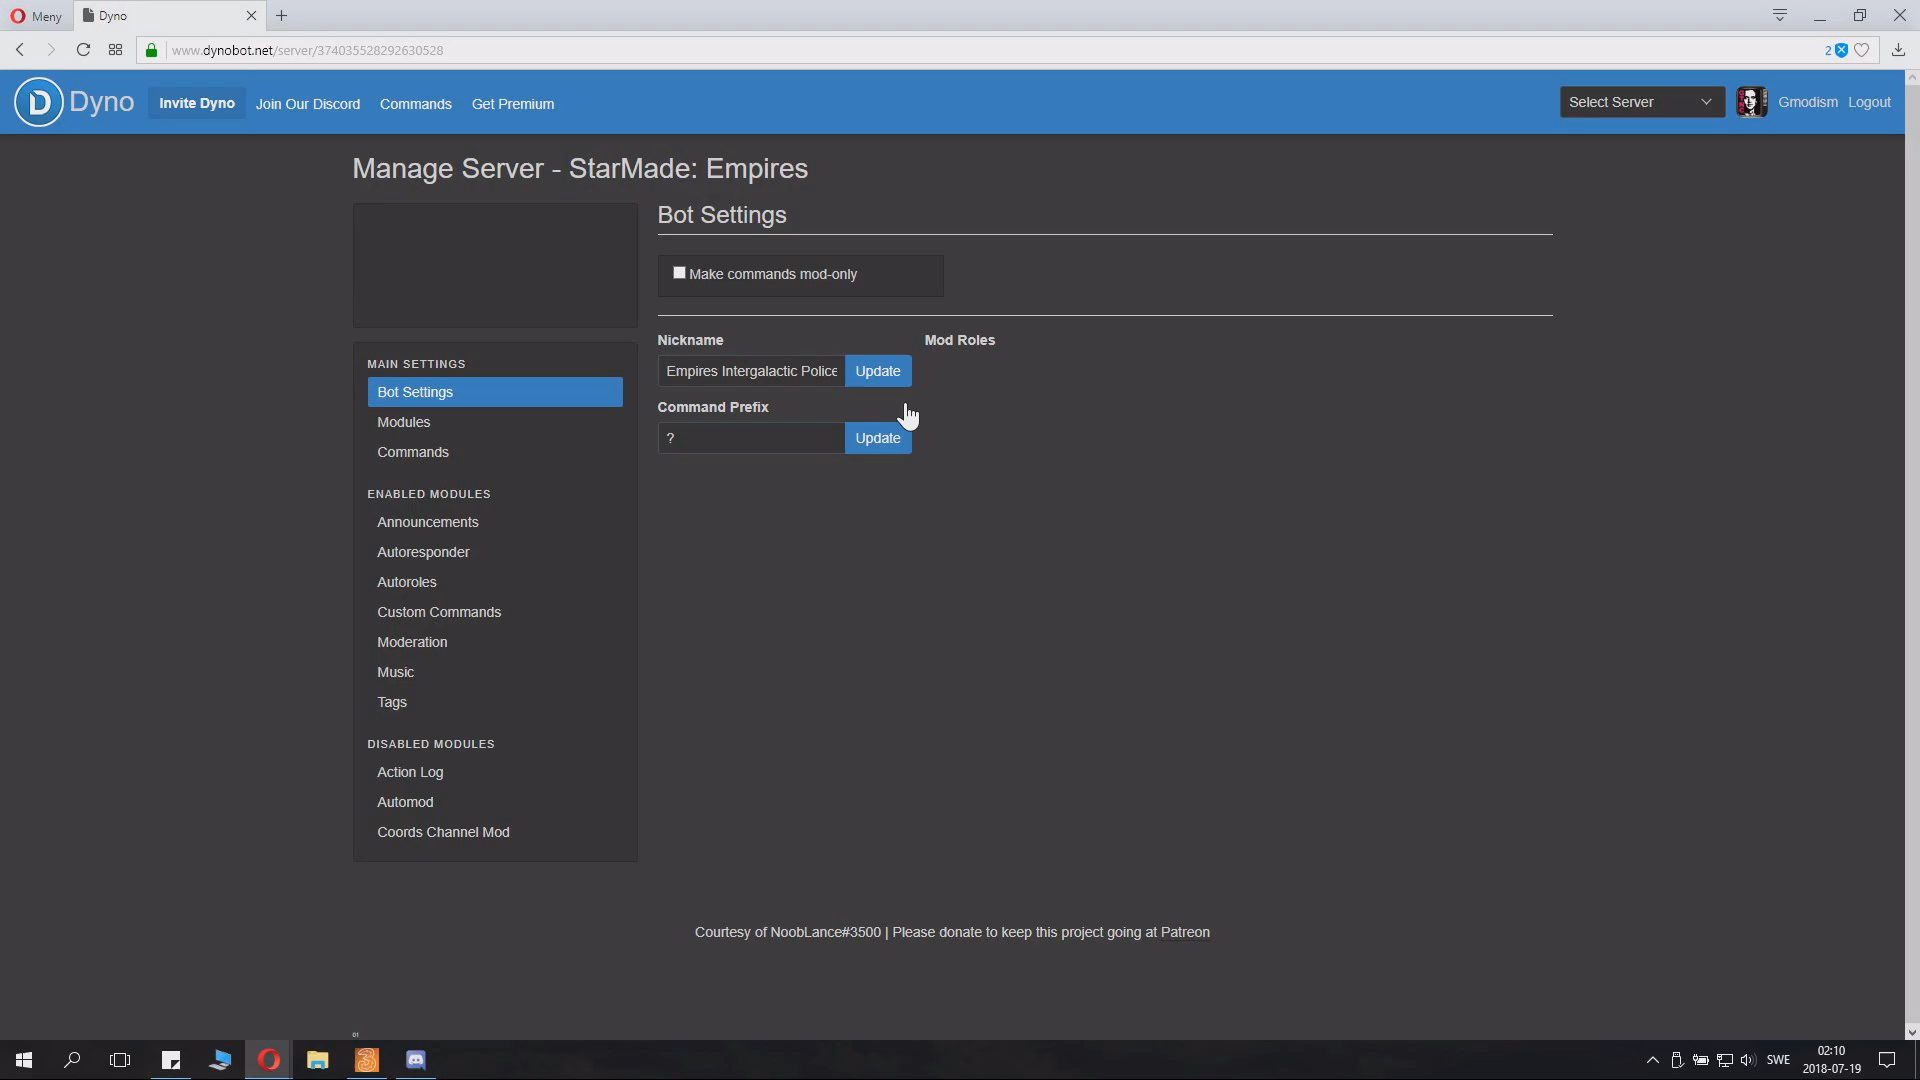 Meny
Dyno
www.dynobot.net/server/374035528292630528
2
Dyno
Invite Dyno
Join Our Discord
Commands
Get Premium
Select Server
Gmodism
Logout
Manage Server - StarMade: Empires
Bot Settings
Make commands mod-only
Nickname
Mod Roles
Empires Intergalactic Police
Update
Command Prefix
?
Update
MAIN SETTINGS
Bot Settings
Modules
Commands
ENABLED MODULES
Announcements
Autoresponder
Autoroles
Custom Commands
Moderation
Music
Tags
DISABLED MODULES
Action Log
Automod
Coords Channel Mod
Courtesy of NoobLance#3500 | Please donate to keep this project going at Patreon
SWE
02:10
2018-07-19